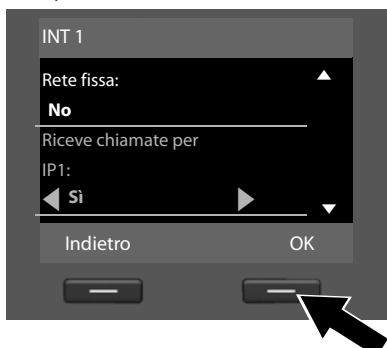 INT 1
Rete fissa:
No
Riceve chiamate per
IP1:
Sì
Indietro
OK